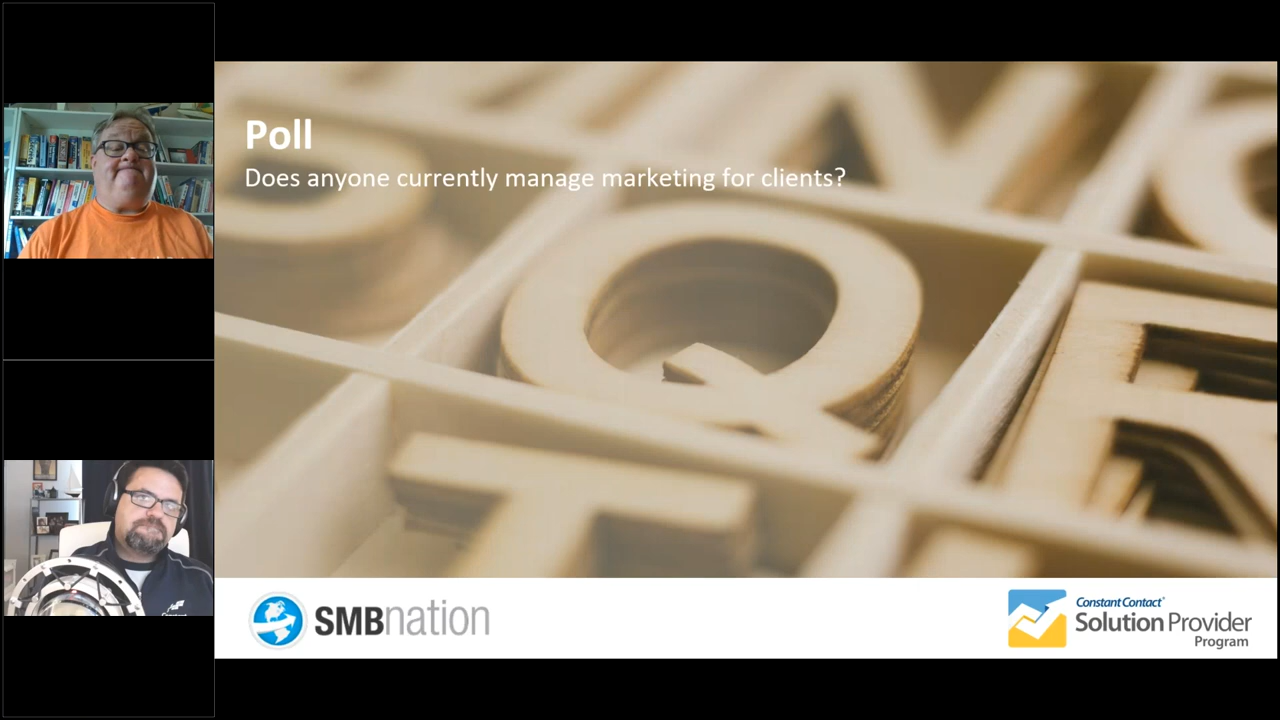 Poll
Does anyone currently manage marketing for clients?
SMBnation
Constant Contact®
Solution Provider
Program